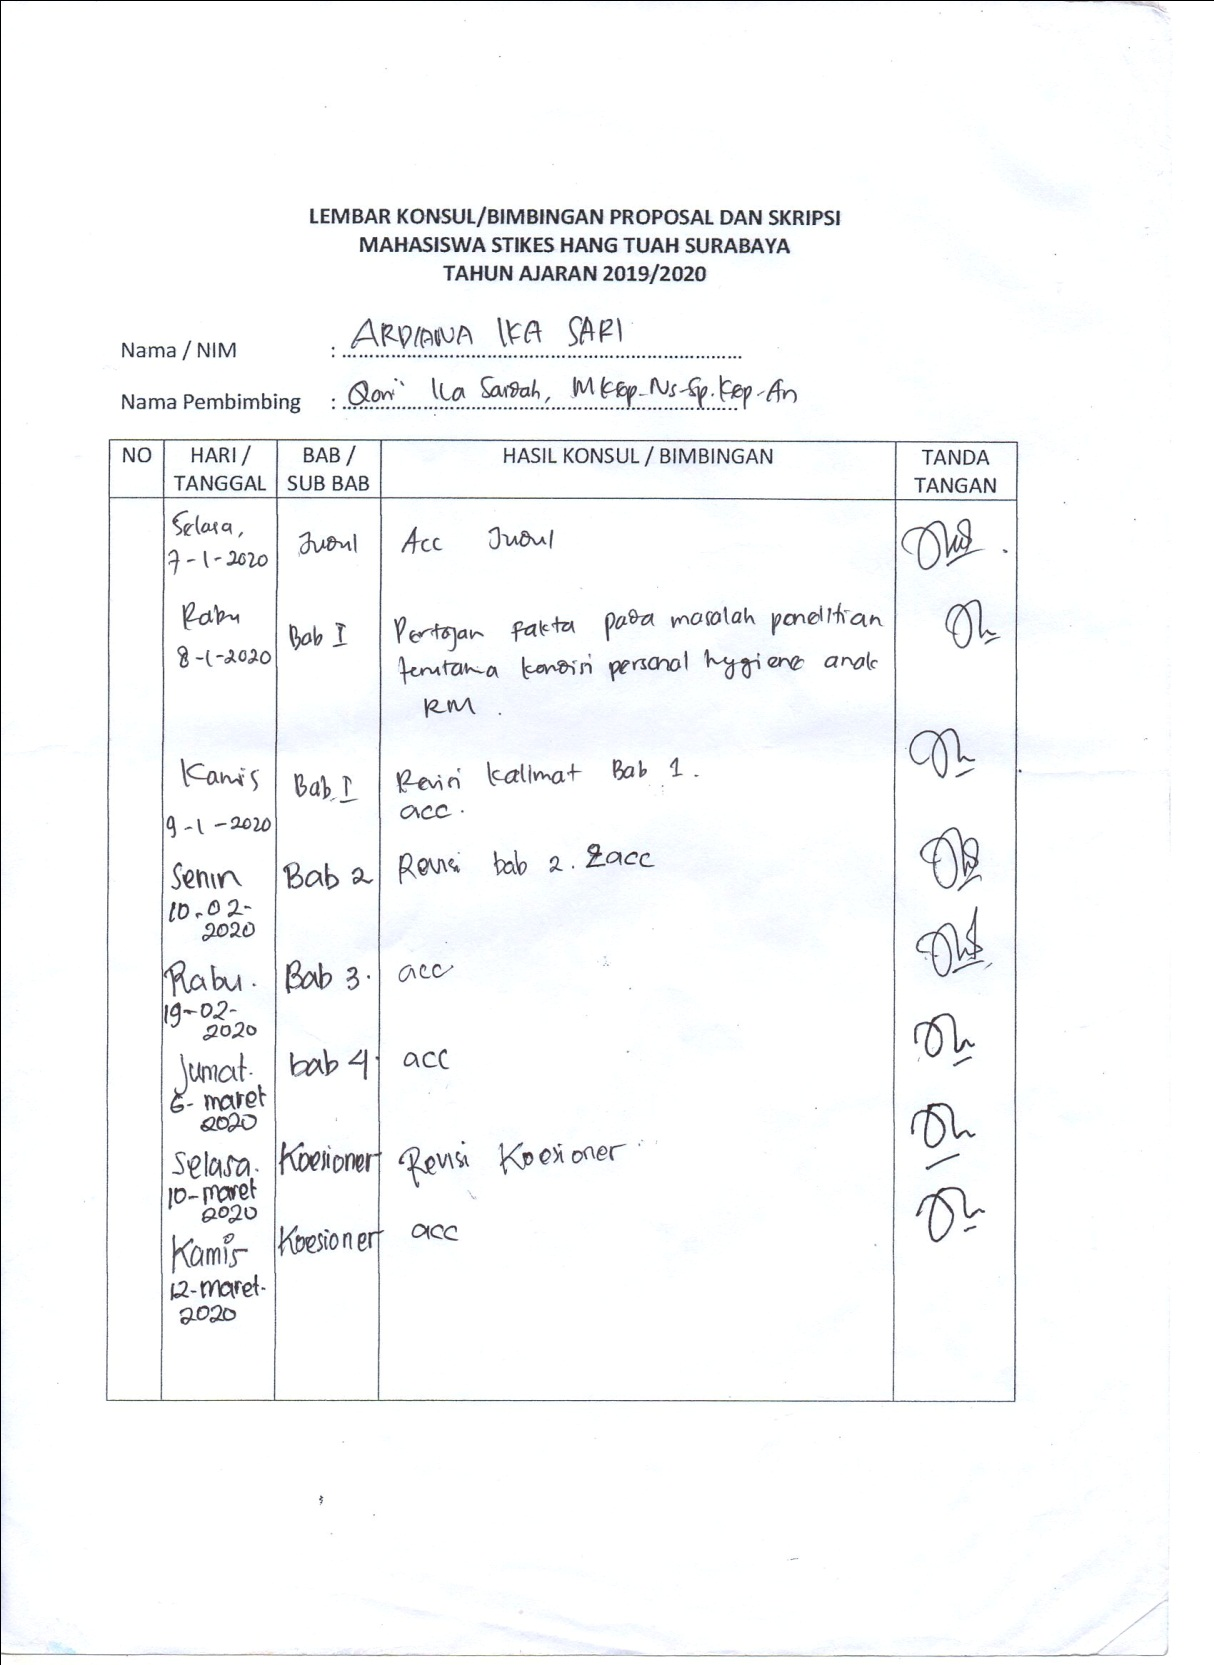 LEMBAR KONSUL/BIMBINGAN PROPOSAL DAN SKRIPSI
MAHASISWA STIKES HANG TUAH SURABAYA
TAHUN AJARAN 2019/2020
Nama / NIM : ARDIANA IKA SARI
Nama Pembimbing : Qori' Ila Saidah, M Kep. Ns. Sp. Kep. An
NO HARI / TANGGAL BAB / SUB BAB HASIL KONSUL / BIMBINGAN TANDA TANGAN
Selasa, Judul Acc Judul
7-1-2020
Rabu Bab I Pertajam fakta pada masalah penelitian
8-1-2020 terutama kondisi personal hygiene anak
RM.
Kamis Bab I Revisi kalimat Bab 1.
acc.
9-1-2020
Senin Bab 2 Revisi bab 2. acc
10-02-
2020
Rabu. Bab 3. acc
19-02-
2020
Jumat. bab 4 acc
6- maret
2020
Selasa. Koesioner Revisi Koesioner
10-maret
2020
Kamis Koesioner acc
12-maret-
2020